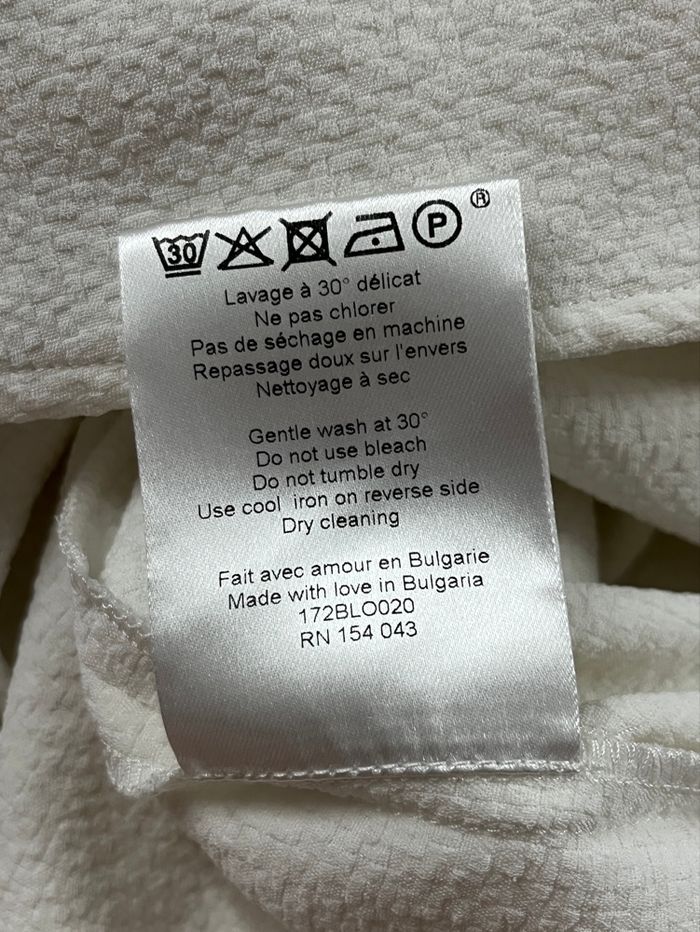 30 P ®
Lavage à 30° délicat
Ne pas chlorer
Pas de séchage en machine
Repassage doux sur l'envers
Nettoyage à sec
Gentle wash at 30°
Do not use bleach
Do not tumble dry
Use cool iron on reverse side
Dry cleaning
Fait avec amour en Bulgarie
Made with love in Bulgaria
172BLO020
RN 154 043